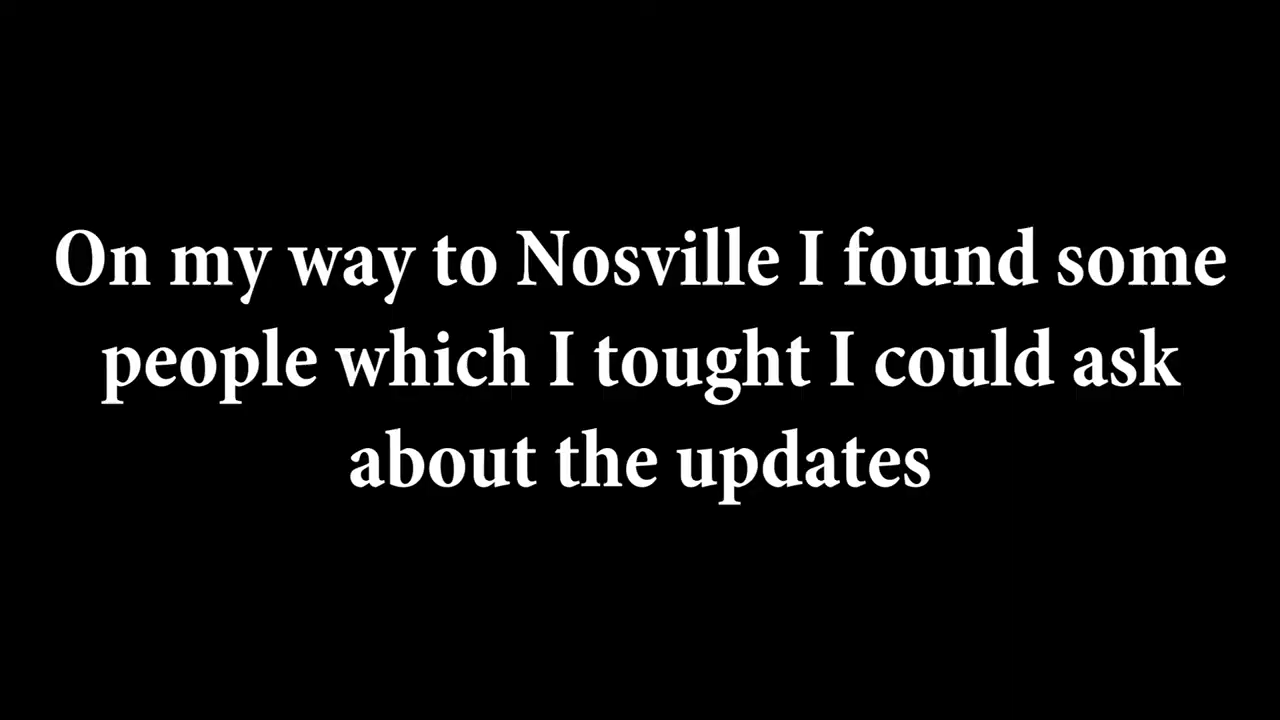 On my way to Nosville I found some
people which I tought I could ask
about the updates